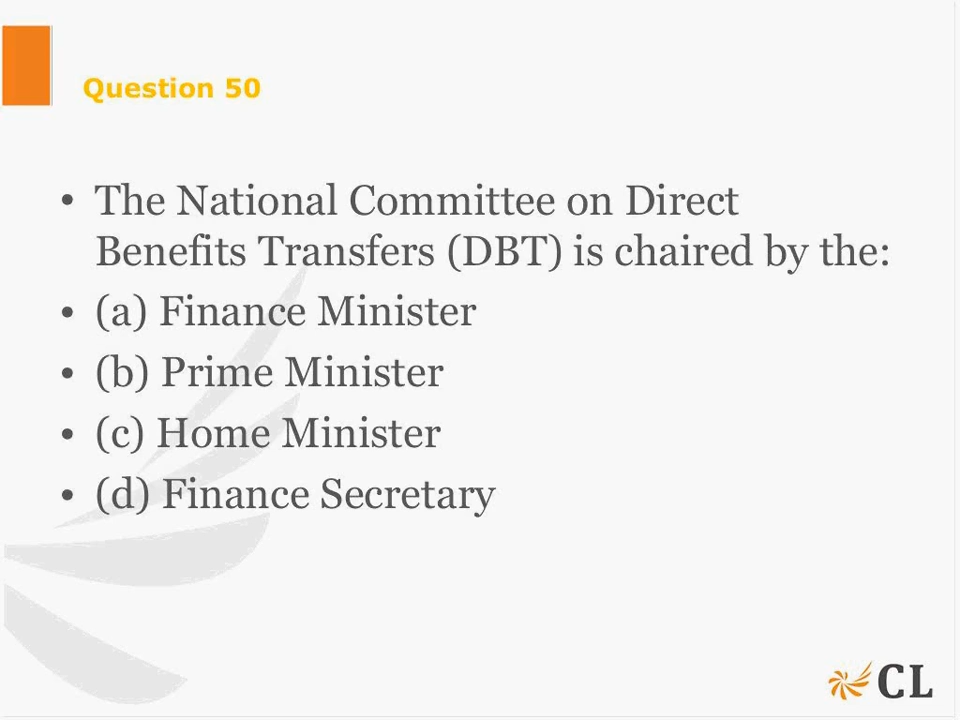 Question 50
• The National Committee on Direct
Benefits Transfers (DBT) is chaired by the:
• (a) Finance Minister
• (b) Prime Minister
• (c) Home Minister
• (d) Finance Secretary
CL